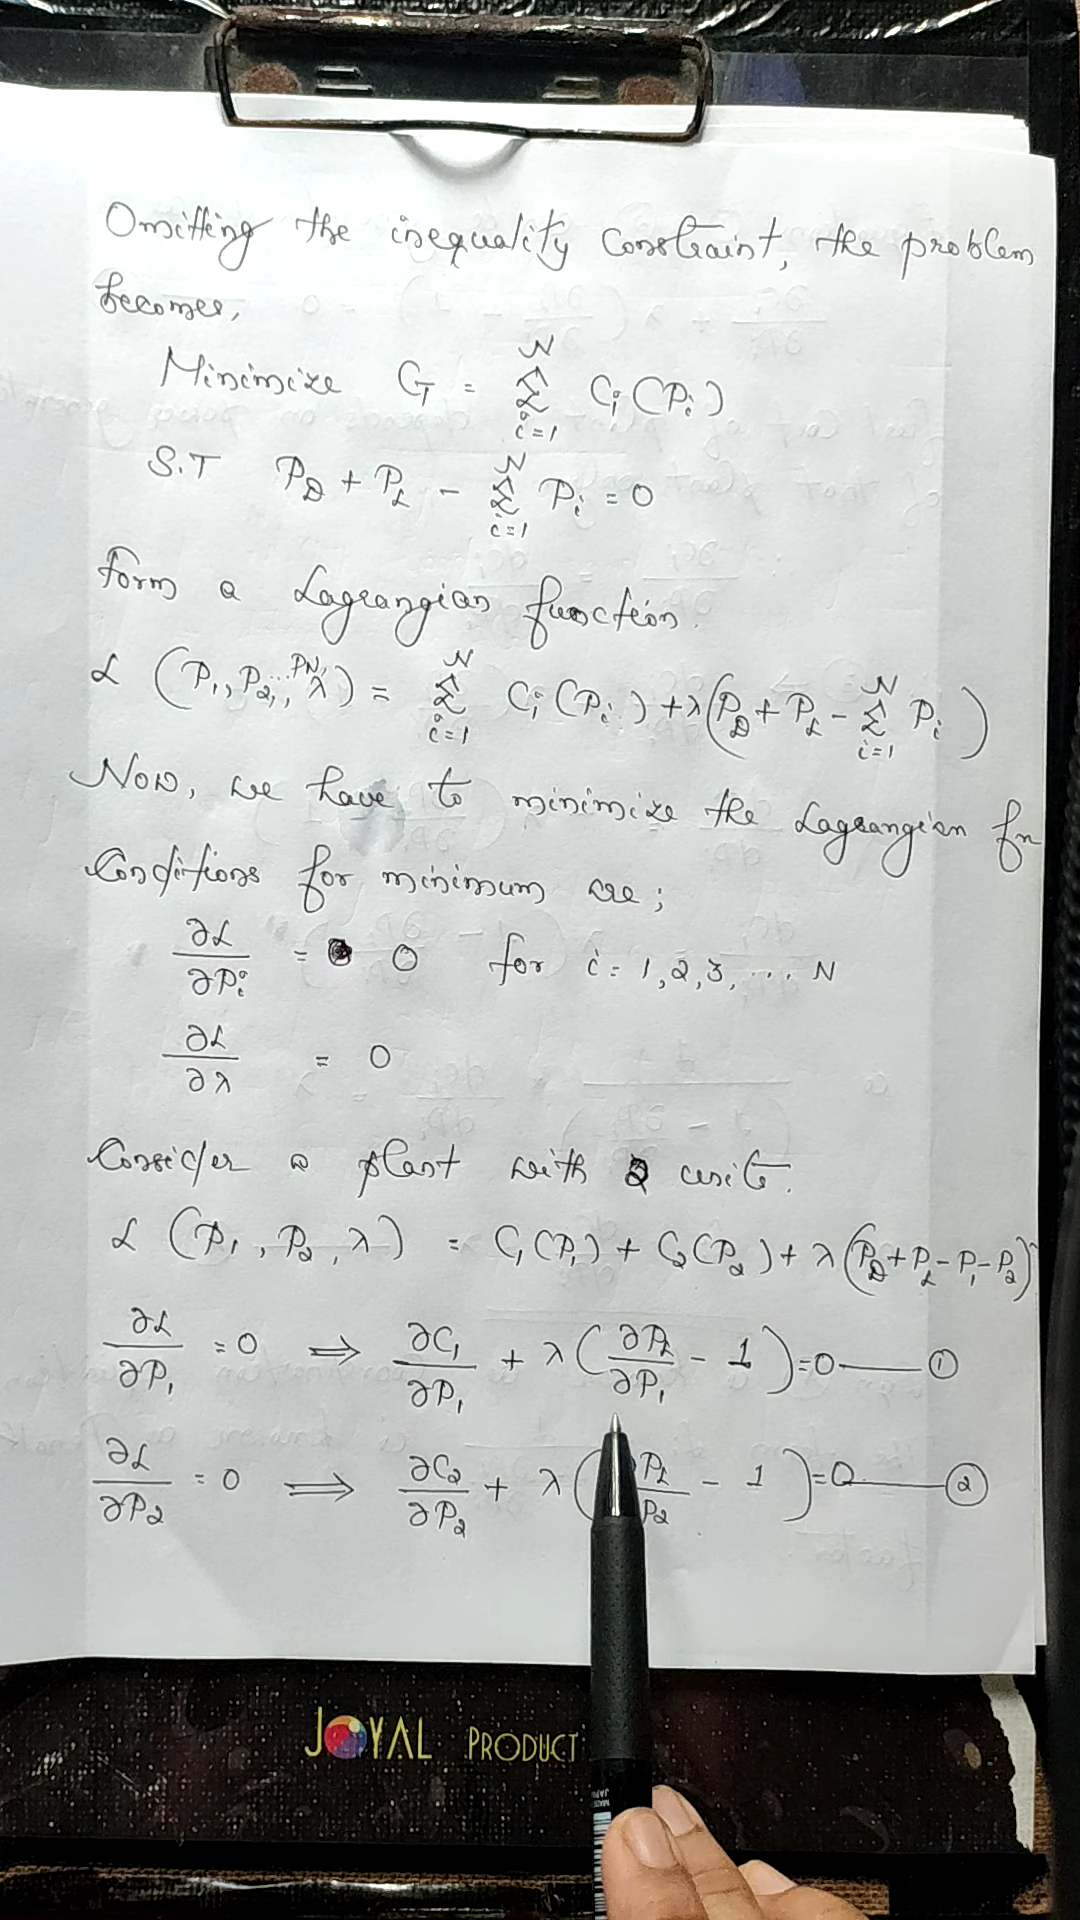 Omitting the inequality constraint, the problem
becomes,
Minimize C_T = Σ_{i=1}^{N} C_i (P_i)
S.T P_D + P_L - Σ_{i=1}^{N} P_i = 0
Form a Lagrangian function.
L (P_1, P_2, ... P_N, λ) = Σ_{i=1}^{N} C_i (P_i) + λ(P_D + P_L - Σ_{i=1}^{N} P_i)
Now, we have to minimize the Lagrangian fn
Conditions for minimum are;
∂L/∂P_i = 0 for i = 1, 2, 3, ... N
∂L/∂λ = 0
Consider a plant with 2 units.
L (P_1, P_2, λ) = C_1(P_1) + C_2(P_2) + λ(P_D + P_L - P_1 - P_2)
∂L/∂P_1 = 0 ⟹ ∂C_1/∂P_1 + λ(∂P_L/∂P_1 - 1) = 0 — ①
∂L/∂P_2 = 0 ⟹ ∂C_2/∂P_2 + λ(∂P_L/∂P_2 - 1) = 0 — ②
JOYAL PRODUCT